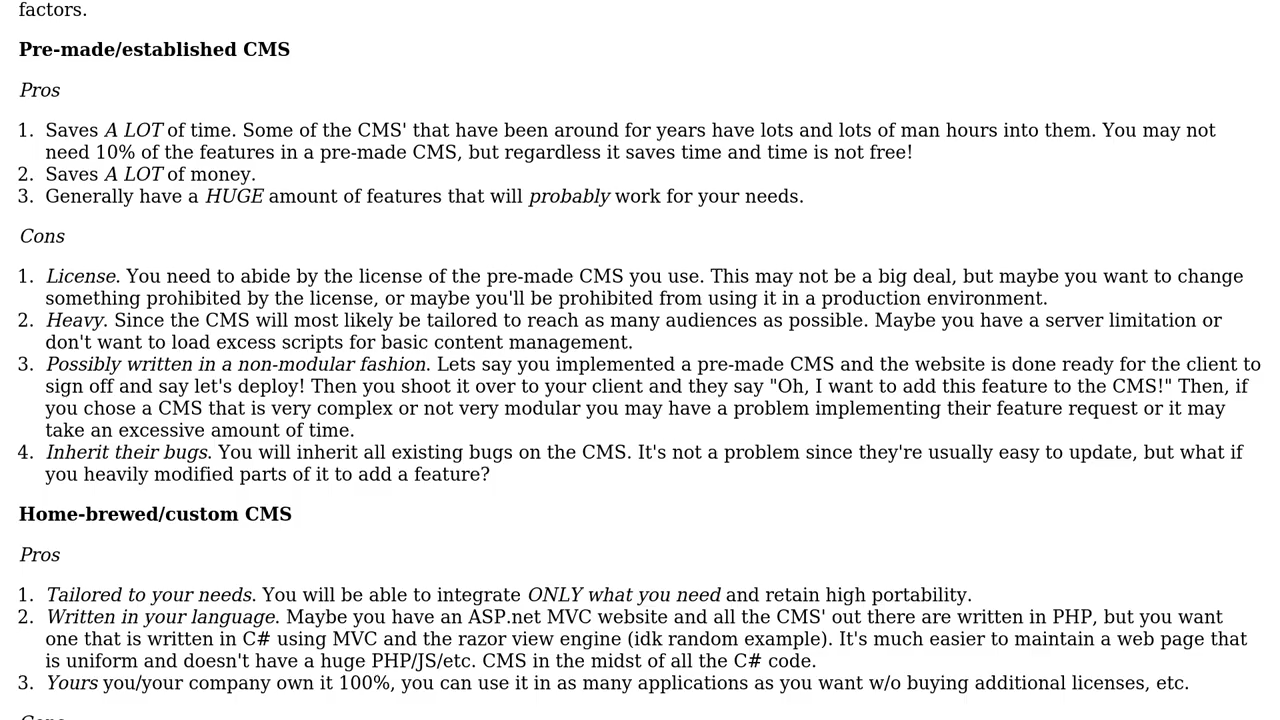 factors.
Pre-made/established CMS
Pros
1. Saves A LOT of time. Some of the CMS' that have been around for years have lots and lots of man hours into them. You may not
need 10% of the features in a pre-made CMS, but regardless it saves time and time is not free!
2. Saves A LOT of money.
3. Generally have a HUGE amount of features that will probably work for your needs.
Cons
1. License. You need to abide by the license of the pre-made CMS you use. This may not be a big deal, but maybe you want to change
something prohibited by the license, or maybe you'll be prohibited from using it in a production environment.
2. Heavy. Since the CMS will most likely be tailored to reach as many audiences as possible. Maybe you have a server limitation or
don't want to load excess scripts for basic content management.
3. Possibly written in a non-modular fashion. Lets say you implemented a pre-made CMS and the website is done ready for the client to
sign off and say let's deploy! Then you shoot it over to your client and they say "Oh, I want to add this feature to the CMS!" Then, if
you chose a CMS that is very complex or not very modular you may have a problem implementing their feature request or it may
take an excessive amount of time.
4. Inherit their bugs. You will inherit all existing bugs on the CMS. It's not a problem since they're usually easy to update, but what if
you heavily modified parts of it to add a feature?
Home-brewed/custom CMS
Pros
1. Tailored to your needs. You will be able to integrate ONLY what you need and retain high portability.
2. Written in your language. Maybe you have an ASP.net MVC website and all the CMS' out there are written in PHP, but you want
one that is written in C# using MVC and the razor view engine (idk random example). It's much easier to maintain a web page that
is uniform and doesn't have a huge PHP/JS/etc. CMS in the midst of all the C# code.
3. Yours you/your company own it 100%, you can use it in as many applications as you want w/o buying additional licenses, etc.
Cons